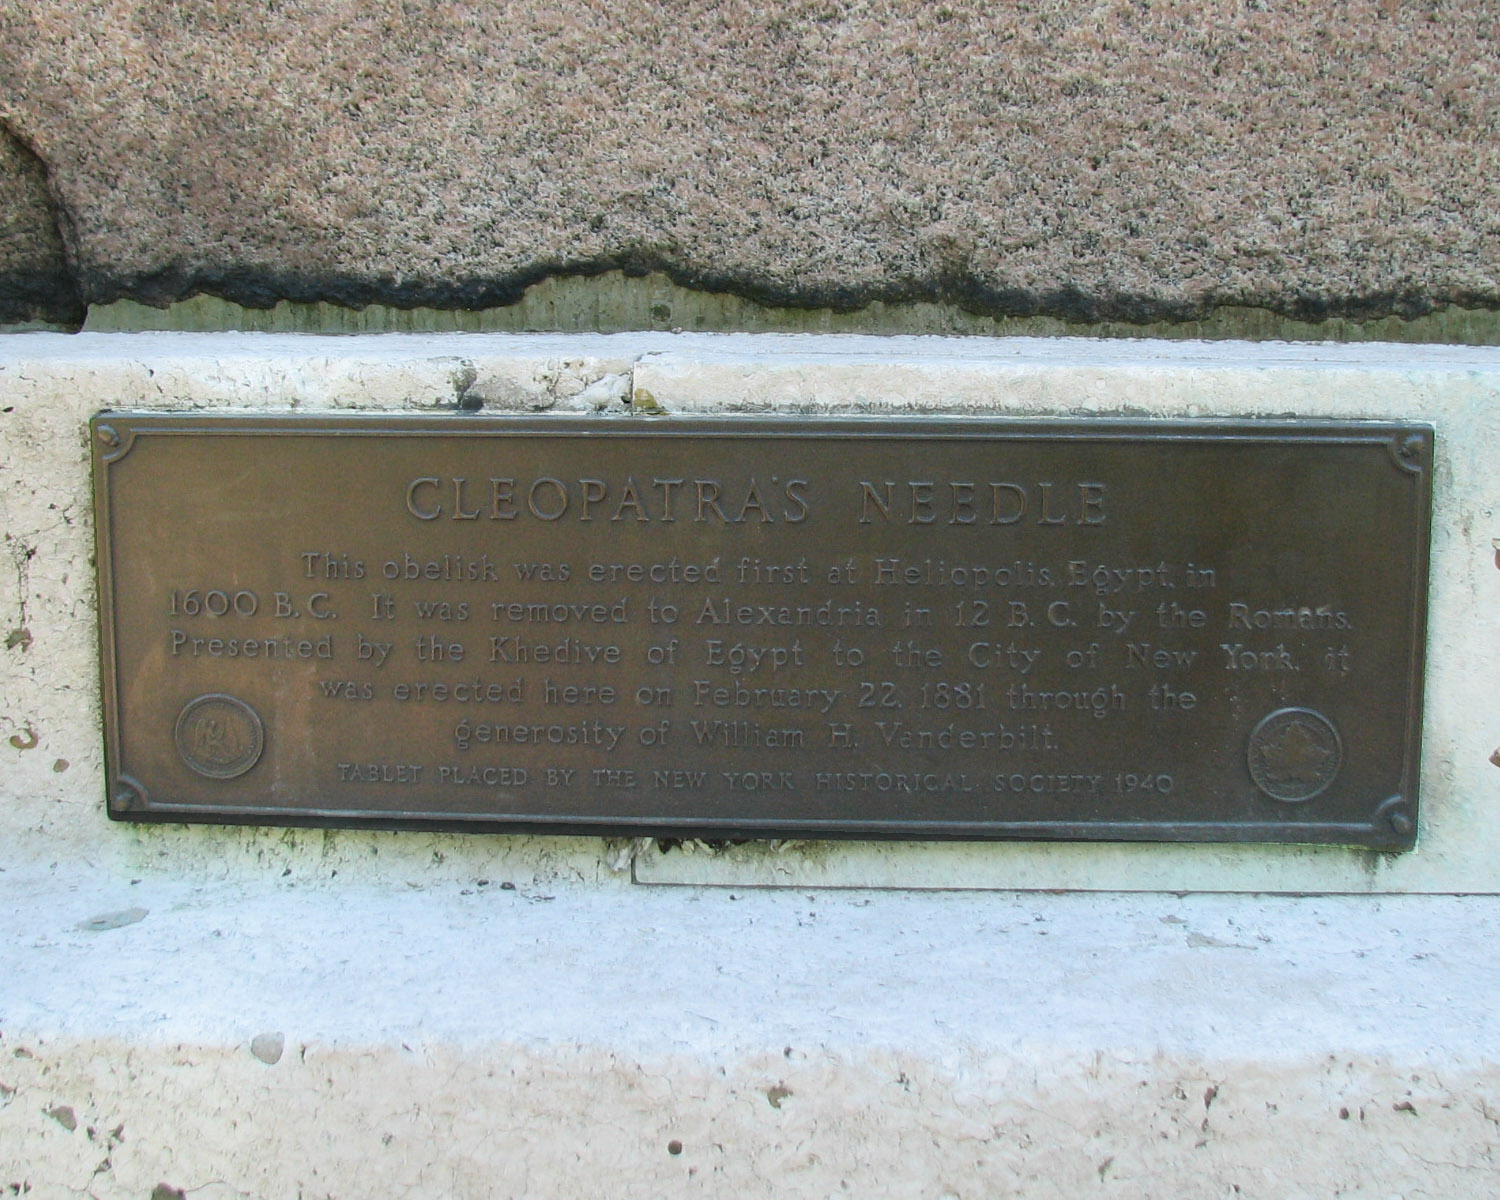 CLEOPATRA'S NEEDLE
This obelisk was erected first at Heliopolis, Egypt, in
1600 B.C. It was removed to Alexandria in 12 B.C. by the Romans.
Presented by the Khedive of Egypt to the City of New York, it
was erected here on February 22, 1881 through the
generosity of William H. Vanderbilt.
TABLET PLACED BY THE NEW YORK HISTORICAL SOCIETY 1940